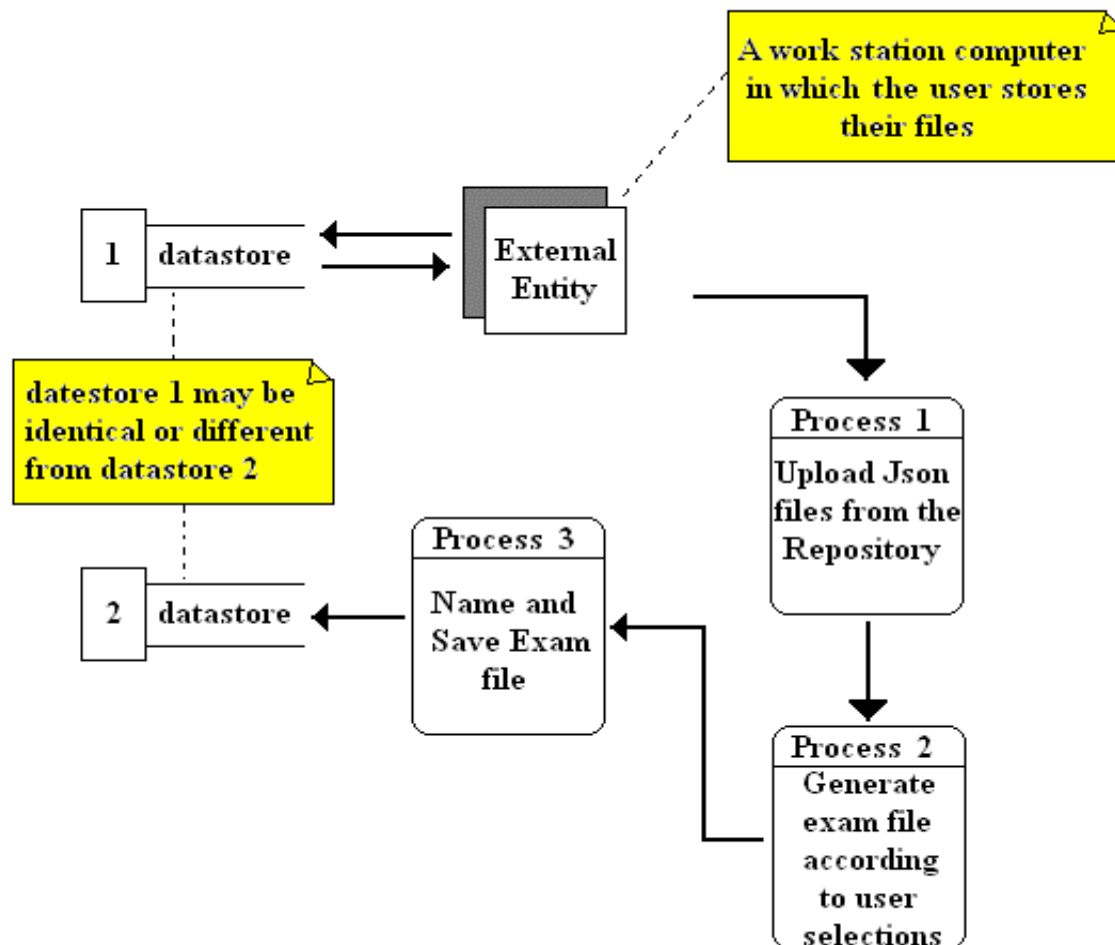 A work station computer
in which the user stores
their files
1
datastore
External
Entity
datestore 1 may be
identical or different
from datastore 2
Process 1
Upload Json
files from the
Repository
Process 3
Name and
Save Exam
file
2
datastore
Process 2
Generate
exam file
according
to user
selections